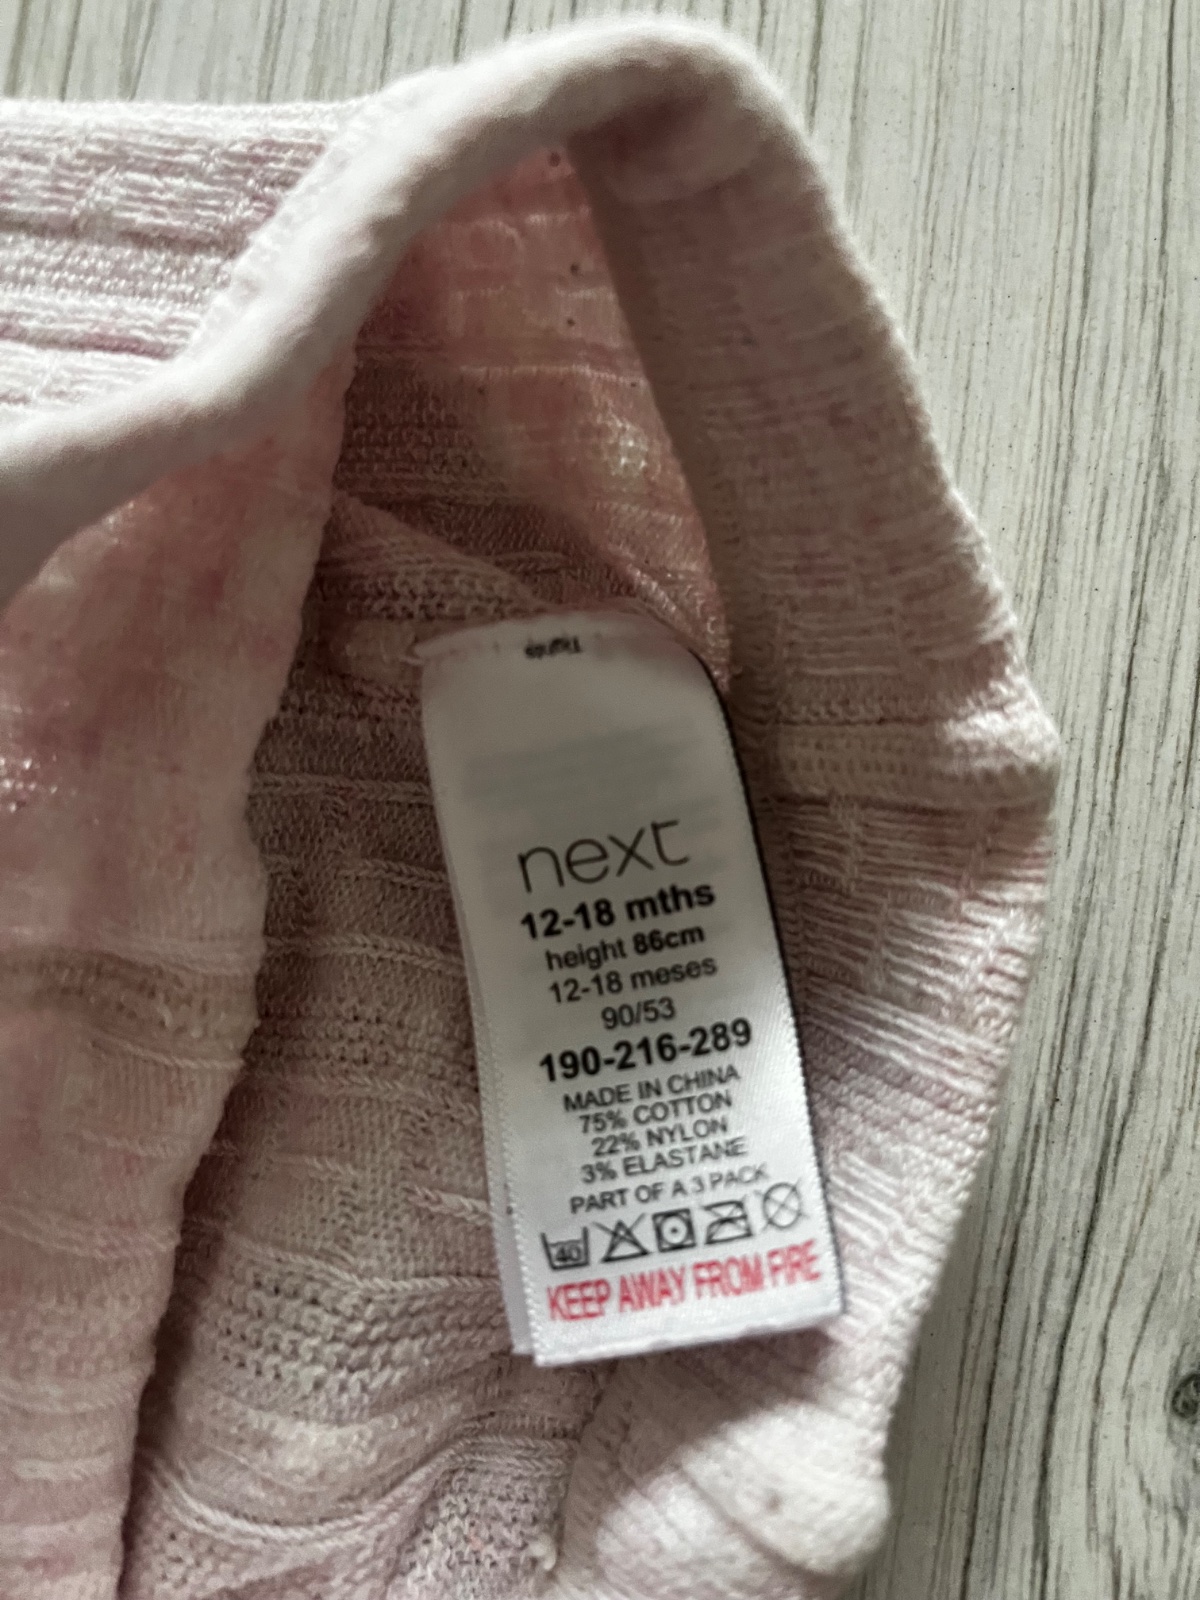 Tights
next
12-18 mths
height 86cm
12-18 meses
90/53
190-216-289
MADE IN CHINA
75% COTTON
22% NYLON
3% ELASTANE
PART OF A 3 PACK
40
KEEP AWAY FROM FIRE